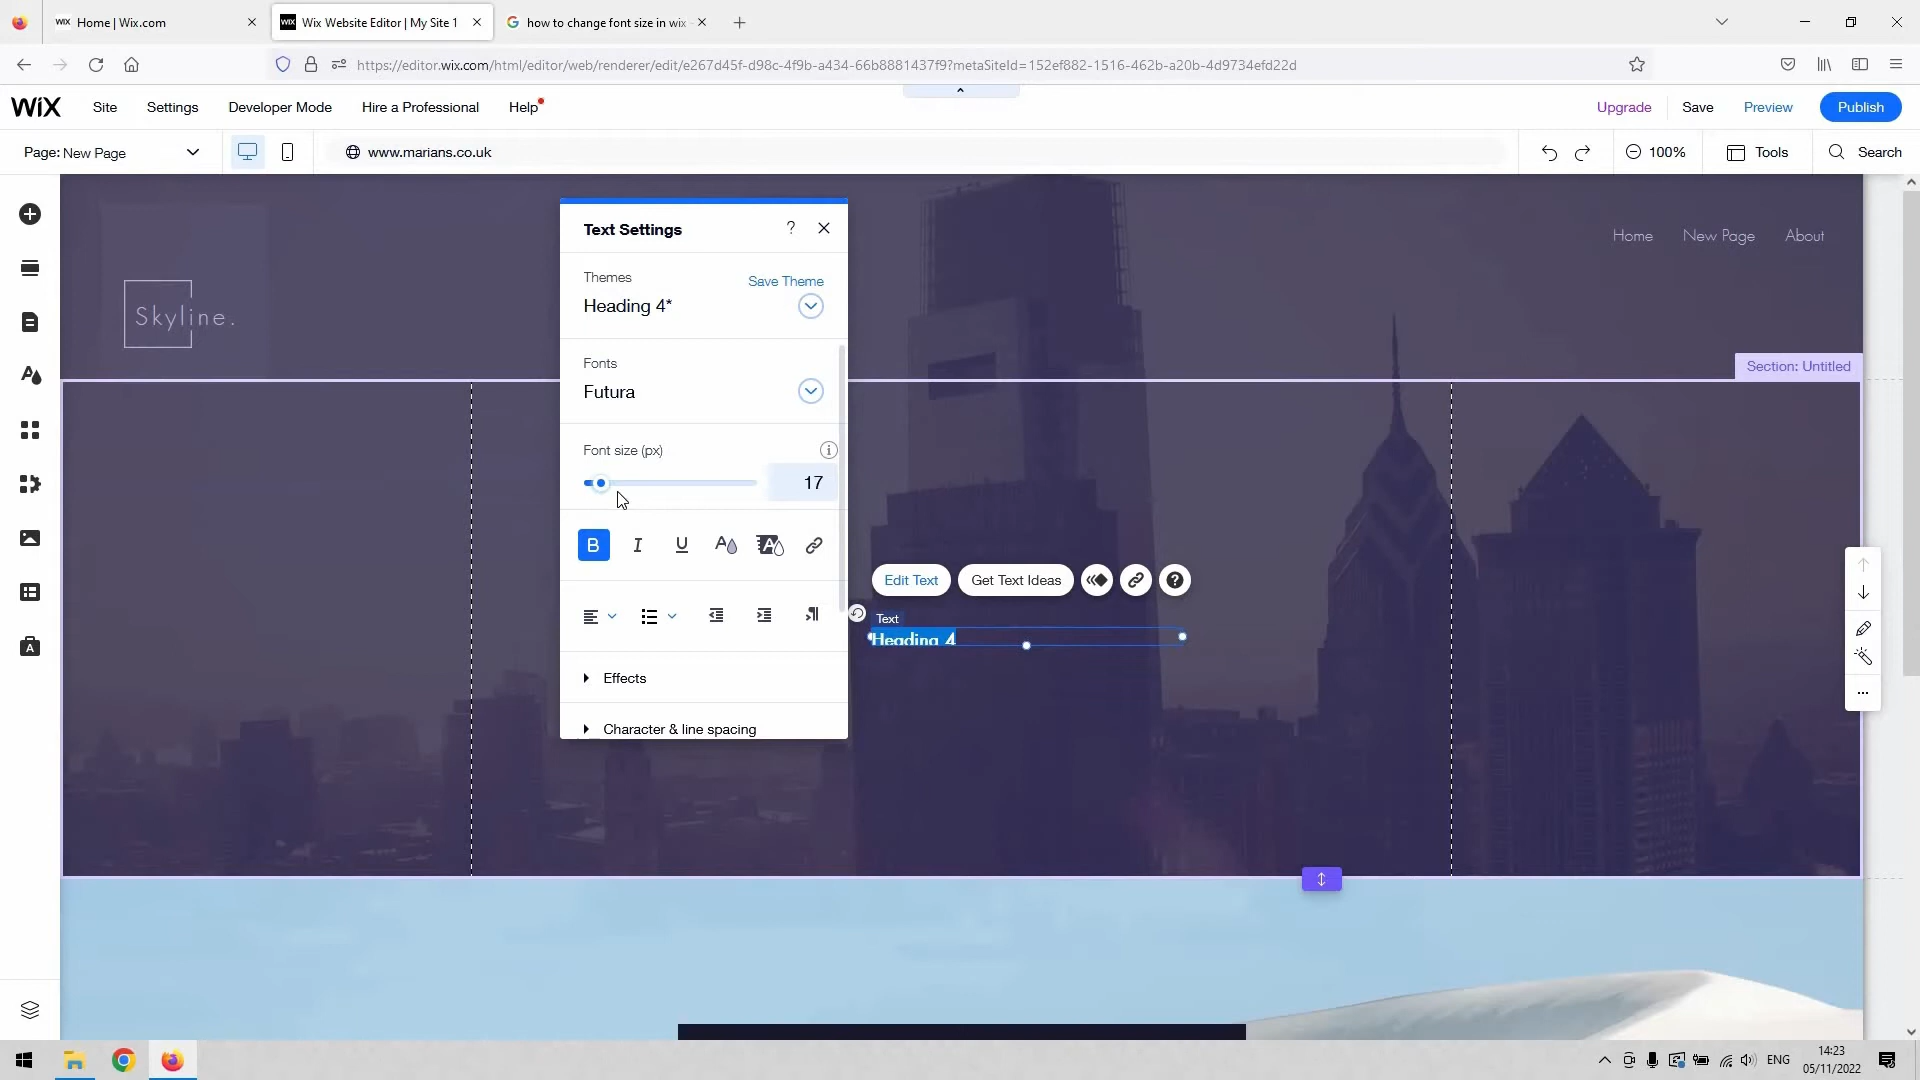 Home | Wix.com
Wix Website Editor | My Site 1
how to change font size in wix -
https://editor.wix.com/html/editor/web/renderer/edit/e267d45f-d98c-4f9b-a434-66b8881437f9?metaSiteId=152ef882-1516-462b-a20b-4d9734efd22d
WiX
Site
Settings
Developer Mode
Hire a Professional
Help
Upgrade
Save
Preview
Publish
Page: New Page
www.marians.co.uk
100%
Tools
Search
Text Settings
?
Home
New Page
About
Themes
Save Theme
Heading 4*
Skyline.
Fonts
Futura
Section: Untitled
Font size (px)
17
B
I
U
Edit Text
Get Text Ideas
Text
Heading 4
Effects
Character & line spacing
ENG
14:23
05/11/2022